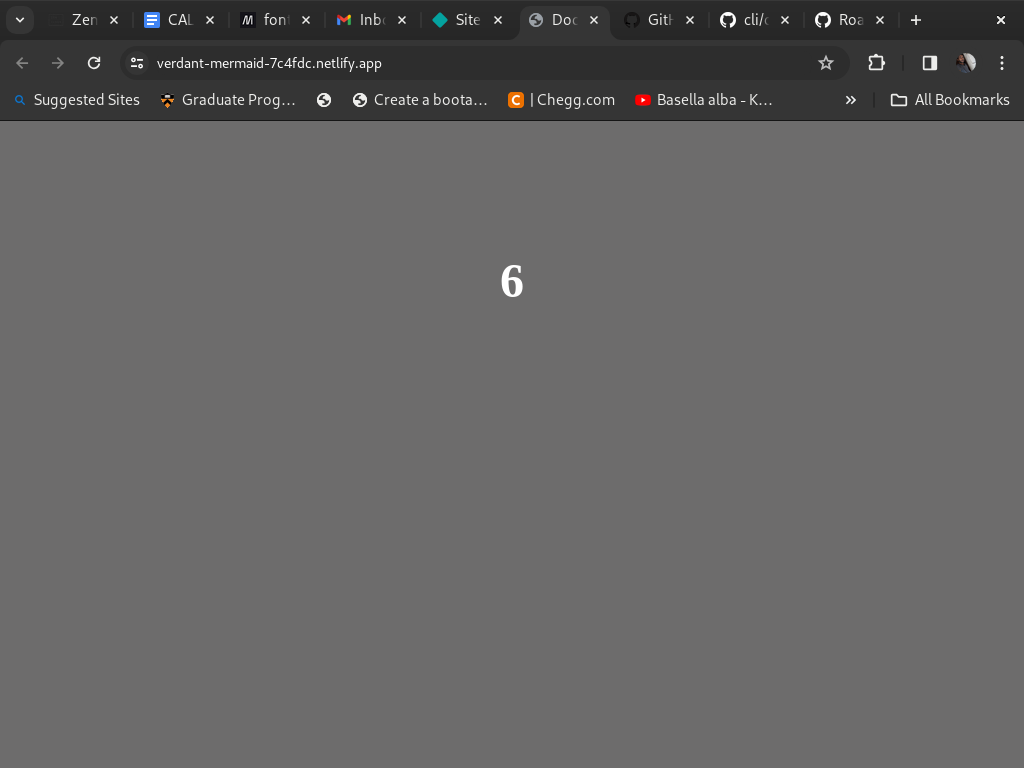 Zen CAL font Inbo Site Doc GitH cli/c Roa
verdant-mermaid-7c4fdc.netlify.app
Suggested Sites Graduate Prog... Create a boota... C | Chegg.com Basella alba - K... All Bookmarks
6